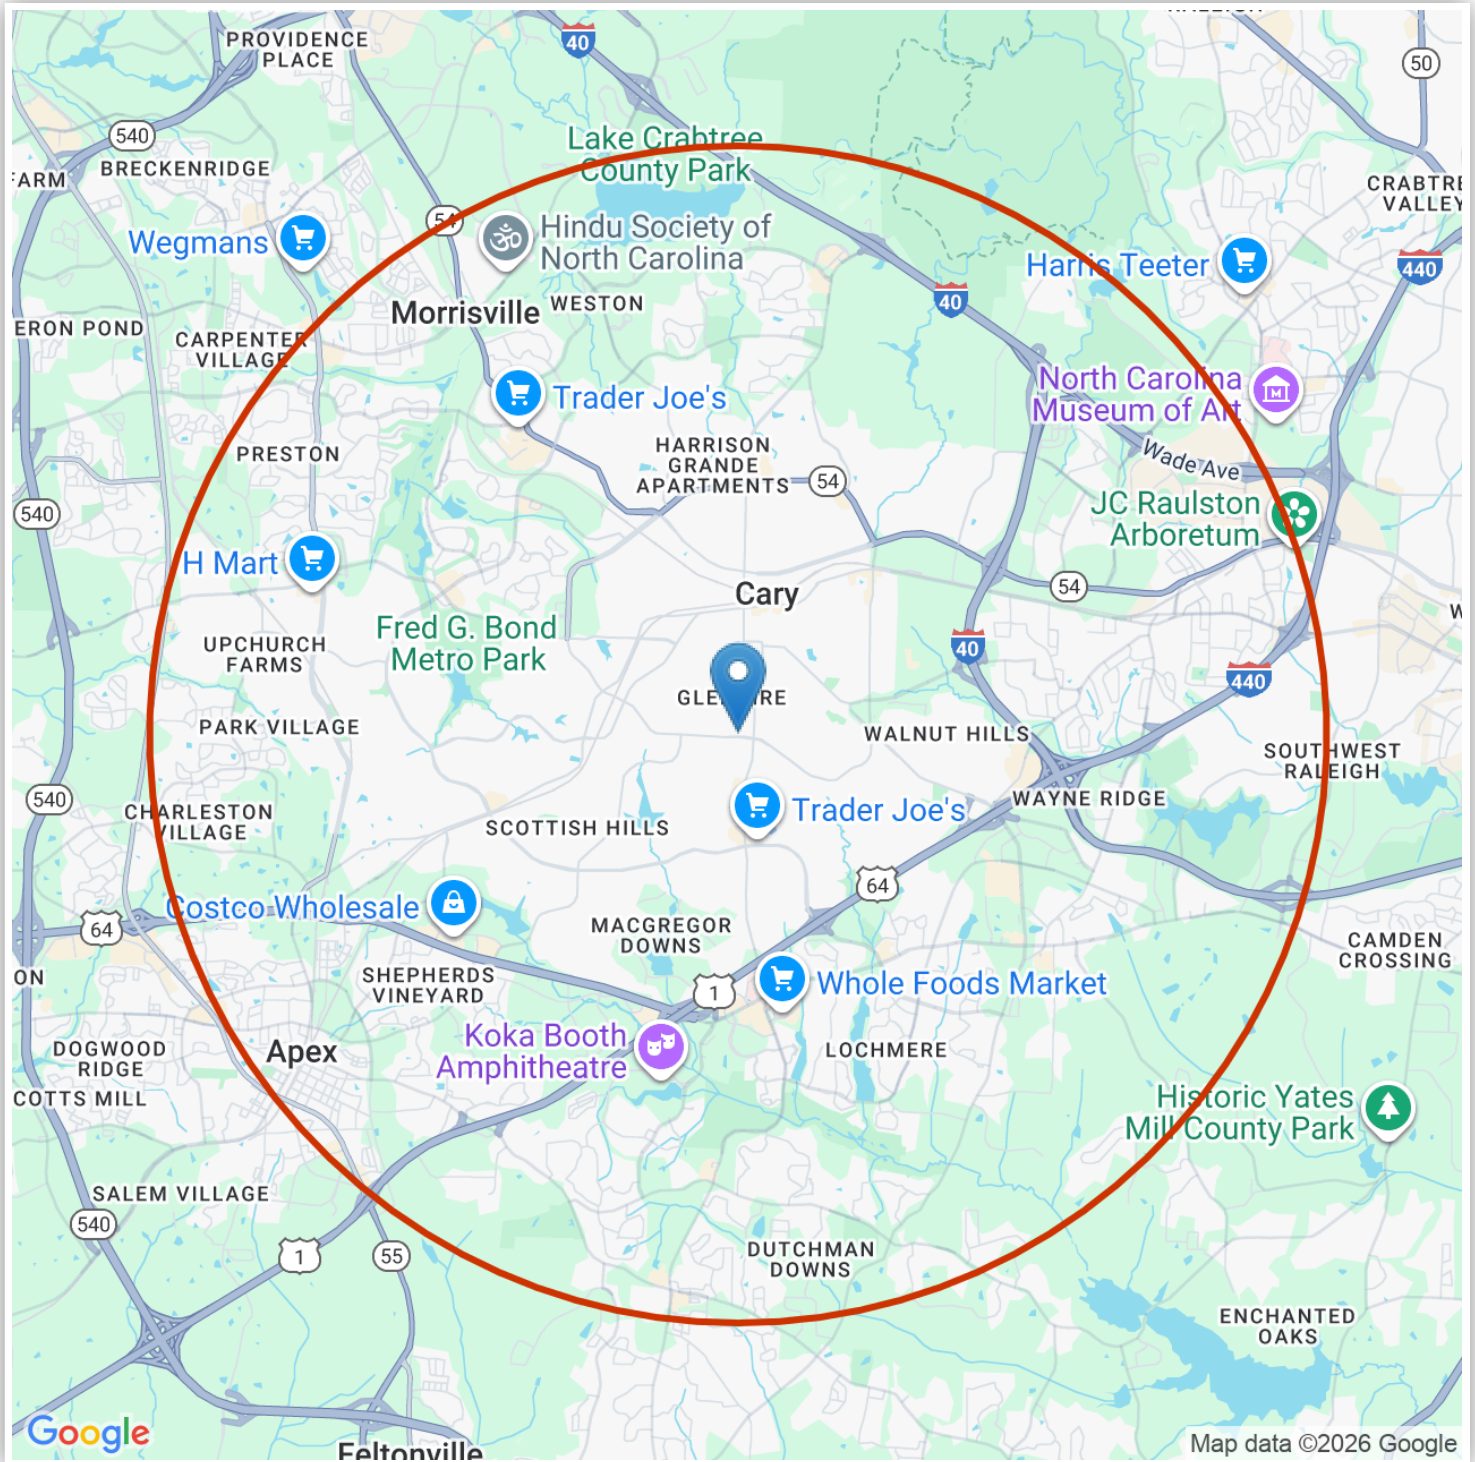 RALEIGH
PROVIDENCE
PLACE
40
50
540
BRECKENRIDGE
FARM
Lake Crabtree
County Park
CRABTRE
VALLEY
54
Wegmans
Hindu Society of
North Carolina
Harris Teeter
440
40
Morrisville
WESTON
ERON POND
CARPENTER
VILLAGE
North Carolina
Museum of Art
Trader Joe's
PRESTON
HARRISON
GRANDE
APARTMENTS
54
Wade Ave
540
JC Raulston
Arboretum
H Mart
Cary
54
W
Fred G. Bond
Metro Park
UPCHURCH
FARMS
40
440
PARK VILLAGE
WALNUT HILLS
SOUTHWEST
RALEIGH
540
CHARLESTON
VILLAGE
SCOTTISH HILLS
Trader Joe's
WAYNE RIDGE
64
Costco Wholesale
64
MACGREGOR
DOWNS
CAMDEN
CROSSING
ON
SHEPHERDS
VINEYARD
1
Whole Foods Market
Koka Booth
Amphitheatre
DOGWOOD
RIDGE
Apex
LOCHMERE
COTTS MILL
Historic Yates
Mill County Park
SALEM VILLAGE
540
1
55
DUTCHMAN
DOWNS
ENCHANTED
OAKS
Google
Feltonville
Map data ©2026 Google